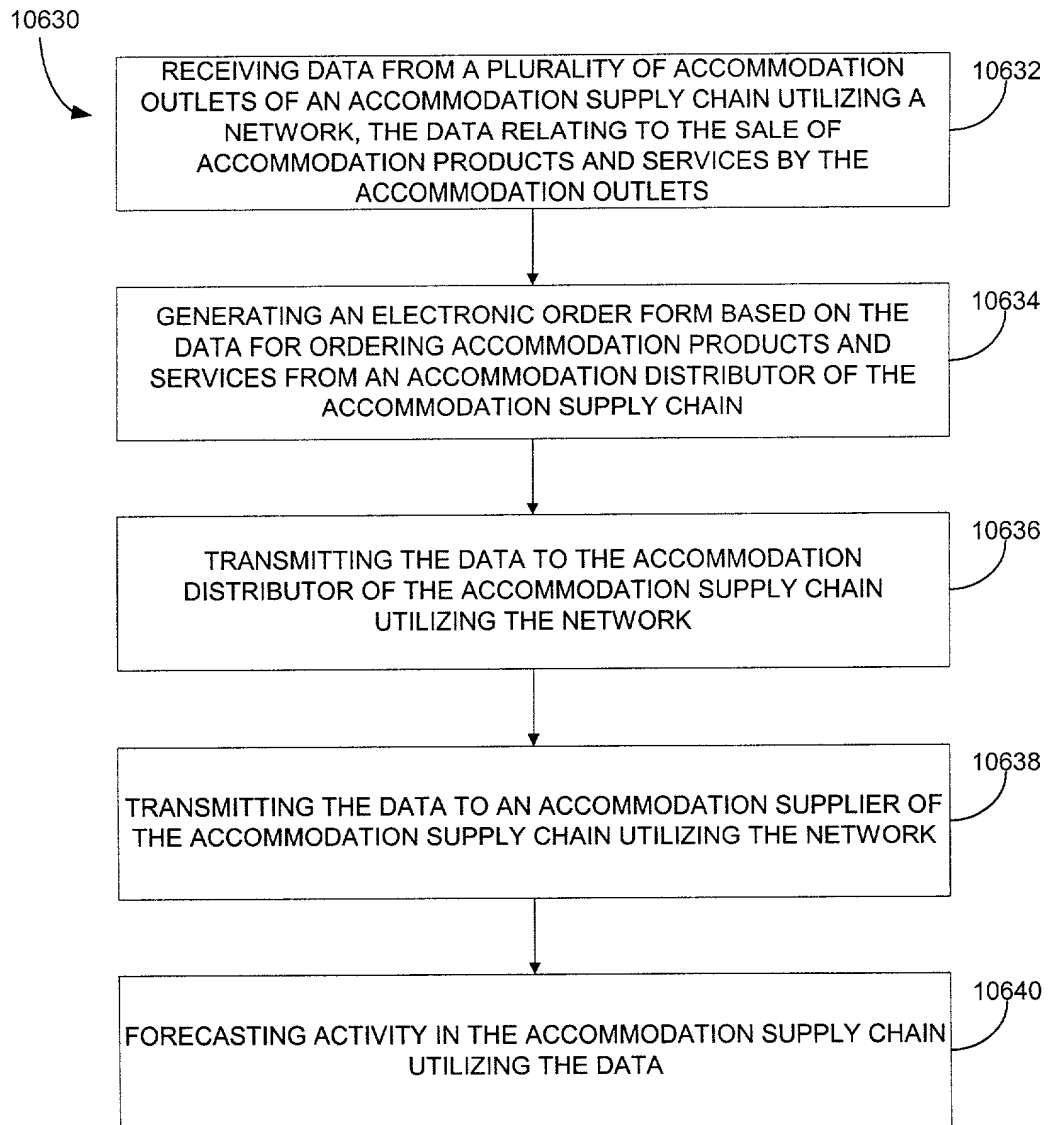 10630
RECEIVING DATA FROM A PLURALITY OF ACCOMMODATION
OUTLETS OF AN ACCOMMODATION SUPPLY CHAIN UTILIZING A
NETWORK, THE DATA RELATING TO THE SALE OF
ACCOMMODATION PRODUCTS AND SERVICES BY THE
ACCOMMODATION OUTLETS
10632
GENERATING AN ELECTRONIC ORDER FORM BASED ON THE
DATA FOR ORDERING ACCOMMODATION PRODUCTS AND
SERVICES FROM AN ACCOMMODATION DISTRIBUTOR OF THE
ACCOMMODATION SUPPLY CHAIN
10634
TRANSMITTING THE DATA TO THE ACCOMMODATION
DISTRIBUTOR OF THE ACCOMMODATION SUPPLY CHAIN
UTILIZING THE NETWORK
10636
TRANSMITTING THE DATA TO AN ACCOMMODATION SUPPLIER OF
THE ACCOMMODATION SUPPLY CHAIN UTILIZING THE NETWORK
10638
FORECASTING ACTIVITY IN THE ACCOMMODATION SUPPLY CHAIN
UTILIZING THE DATA
10640